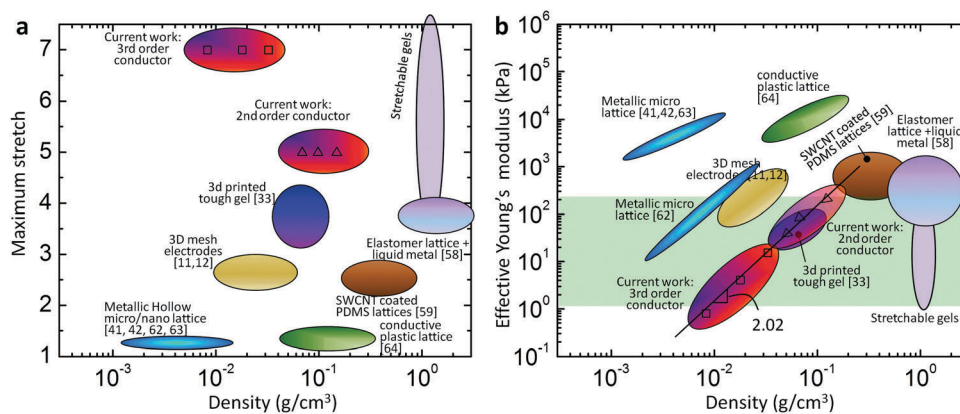 a
Maximum stretch
7
6
5
4
3
2
1
Current work:
3rd order
conductor
Current work:
2nd order conductor
Stretchable gels
3d printed
tough gel [33]
3D mesh
electrodes
[11,12]
Elastomer lattice +
liquid metal [58]
Metallic Hollow
micro/nano lattice
[41, 42, 62, 63]
SWCNT coated
PDMS lattices [59]
conductive
plastic lattice
[64]
10⁻³
10⁻²
10⁻¹
10⁰
Density (g/cm³)
b
Effective Young's modulus (kPa)
10⁶
10⁵
10⁴
10³
10²
10¹
10⁰
10⁻¹
conductive
plastic lattice
[64]
Metallic micro
lattice
[41,42,63]
SWCNT coated
PDMS lattices [59]
Elastomer
lattice +liquid
metal [58]
3D mesh
electrodes [11,12]
Metallic micro
lattice [62]
Current work:
2nd order
conductor
3d printed
tough gel
[33]
Current work:
3rd order
conductor
2.02
Stretchable gels
10⁻³
10⁻²
10⁻¹
10⁰
Density (g/cm³)